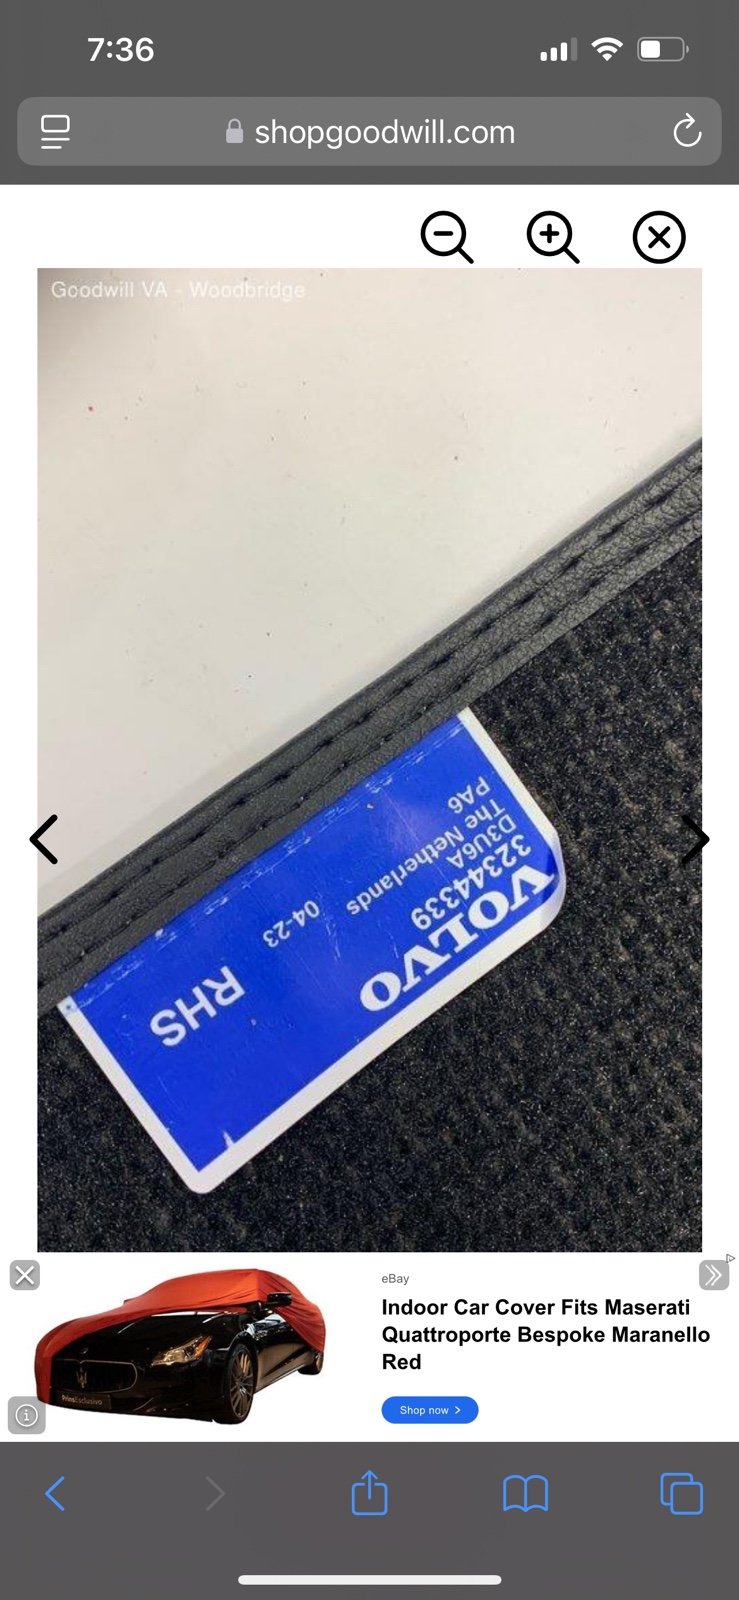 7:36
shopgoodwill.com
Goodwill VA - Woodbridge
VOLVO
32344339
D3U6A
The Netherlands
PA6
04-23
RHS
PrinsExclusivo
eBay
Indoor Car Cover Fits Maserati
Quattroporte Bespoke Maranello
Red
Shop now >